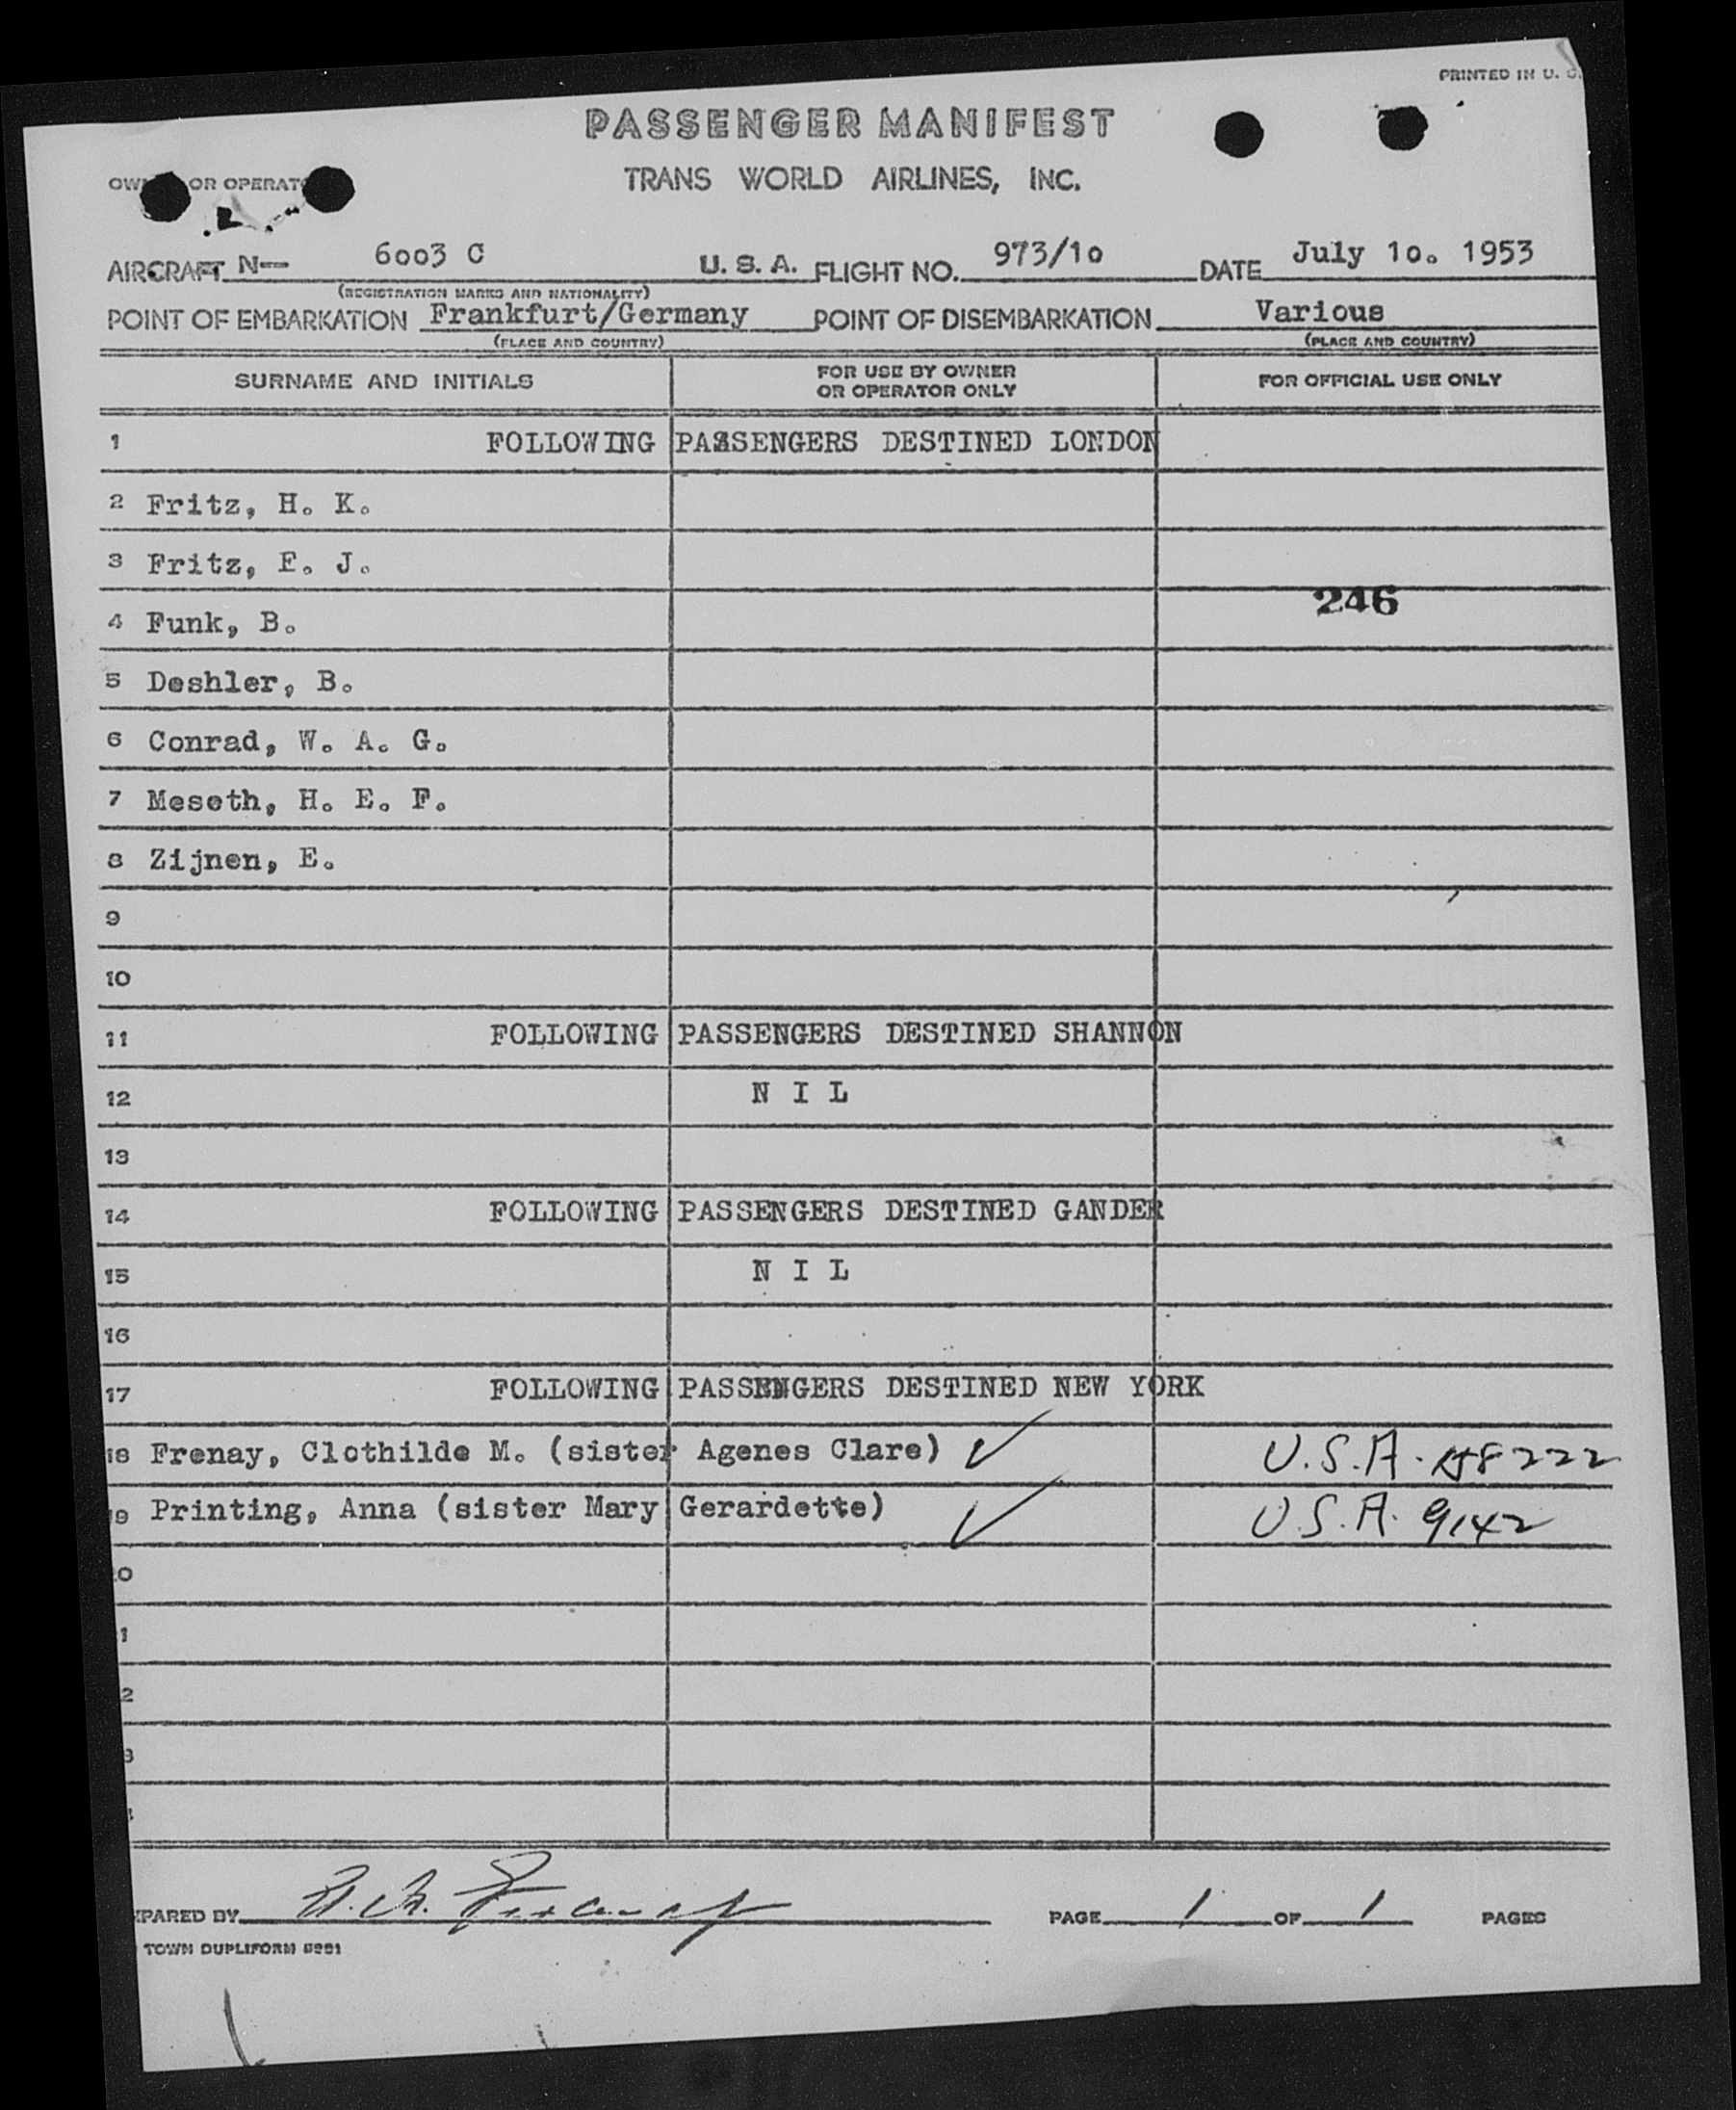 PRINTED IN U. S.
PASSENGER MANIFEST
TRANS WORLD AIRLINES, INC.
OR
AIRCRAFT N— 6003 C U. S. A. FLIGHT NO. 973/10 DATE July 10. 1953
(REGISTRATION MARKS AND NATIONALITY)
POINT OF EMBARKATION Frankfurt/Germany POINT OF DISEMBARKATION Various
(PLACE AND COUNTRY) (PLACE AND COUNTRY)
SURNAME AND INITIALS FOR USE BY OWNER OR OPERATOR ONLY FOR OFFICIAL USE ONLY
1 FOLLOWING PASSENGERS DESTINED LONDON
2 Fritz, H. K.
3 Fritz, E. J.
246
4 Funk, B.
5 Deshler, B.
6 Conrad, W. A. G.
7 Meseth, H. E. F.
8 Zijnen, E.
9
10
11 FOLLOWING PASSENGERS DESTINED SHANNON
12 N I L
13
14 FOLLOWING PASSENGERS DESTINED GANDER
15 N I L
16
17 FOLLOWING PASSENGERS DESTINED NEW YORK
18 Frenay, Clothilde M. (sister Agenes Clare) ✓ U.S.A.
19 Printing, Anna (sister Mary Gerardette) ✓ U.S.A. 9142
0
1
2
3
PARED BY PAGE 1 OF 1 PAGES
TOWN DUPLIFORM